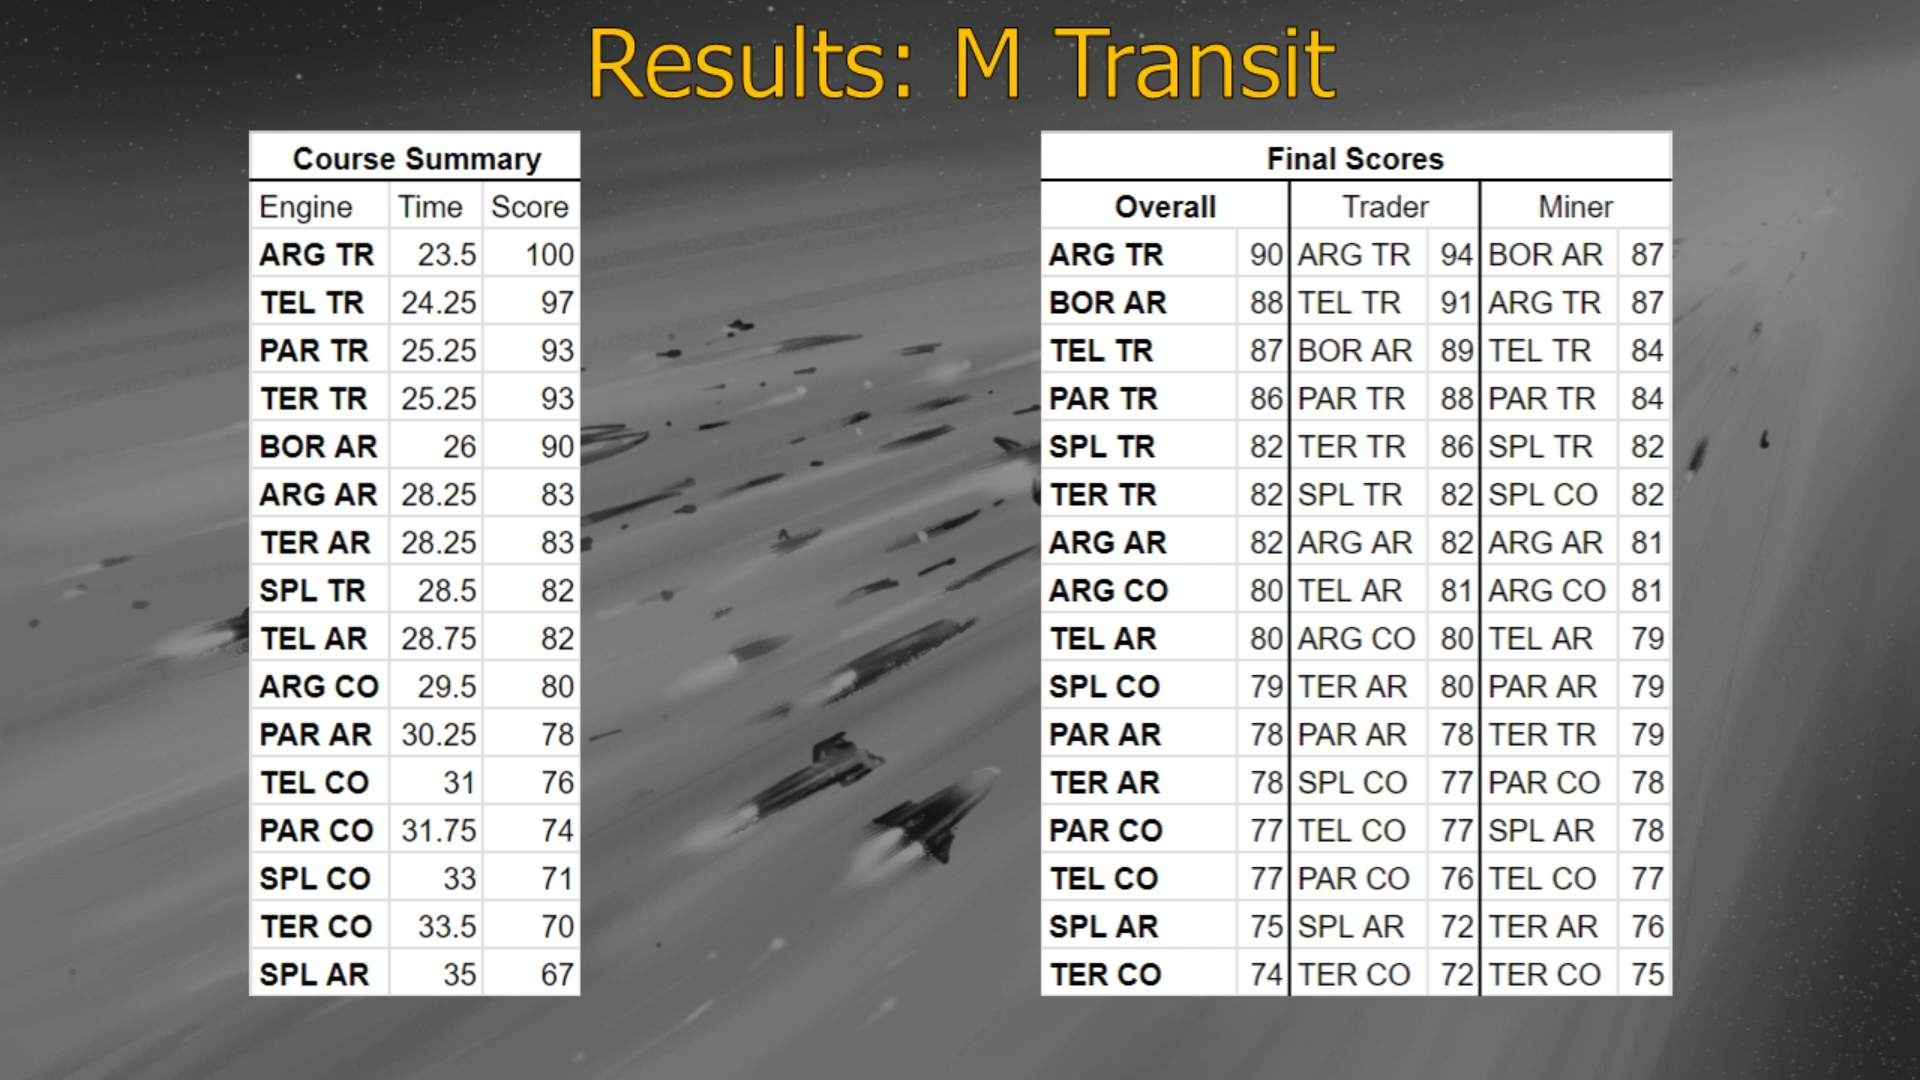 Results: M Transit
Course Summary
Engine Time Score
ARG TR 23.5 100
TEL TR 24.25 97
PAR TR 25.25 93
TER TR 25.25 93
BOR AR 26 90
ARG AR 28.25 83
TER AR 28.25 83
SPL TR 28.5 82
TEL AR 28.75 82
ARG CO 29.5 80
PAR AR 30.25 78
TEL CO 31 76
PAR CO 31.75 74
SPL CO 33 71
TER CO 33.5 70
SPL AR 35 67
Final Scores
Overall Trader Miner
ARG TR 90 ARG TR 94 BOR AR 87
BOR AR 88 TEL TR 91 ARG TR 87
TEL TR 87 BOR AR 89 TEL TR 84
PAR TR 86 PAR TR 88 PAR TR 84
SPL TR 82 TER TR 86 SPL TR 82
TER TR 82 SPL TR 82 SPL CO 82
ARG AR 82 ARG AR 82 ARG AR 81
ARG CO 80 TEL AR 81 ARG CO 81
TEL AR 80 ARG CO 80 TEL AR 79
SPL CO 79 TER AR 80 PAR AR 79
PAR AR 78 PAR AR 78 TER TR 79
TER AR 78 SPL CO 77 PAR CO 78
PAR CO 77 TEL CO 77 SPL AR 78
TEL CO 77 PAR CO 76 TEL CO 77
SPL AR 75 SPL AR 72 TER AR 76
TER CO 74 TER CO 72 TER CO 75